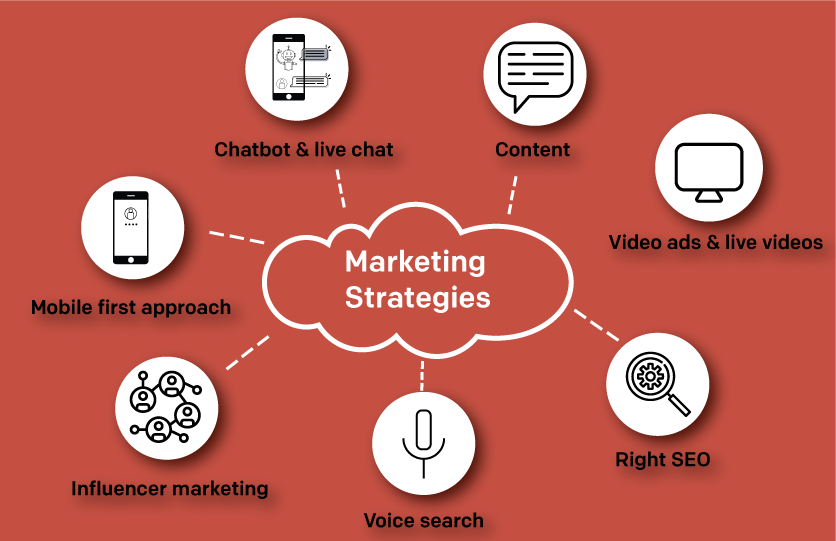 Chatbot & live chat
Content
Video ads & live videos
Marketing
Strategies
Mobile first approach
Right SEO
Influencer marketing
Voice search